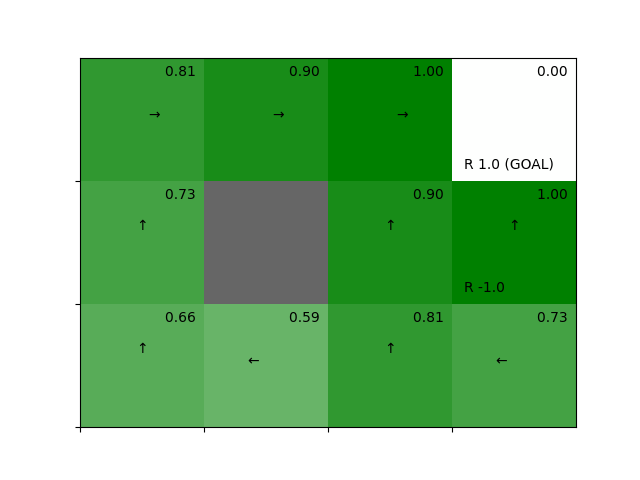 0.81 0.90 1.00 0.00
→ → →
R 1.0 (GOAL)
0.73 0.90 1.00
↑ ↑ ↑
R -1.0
0.66 0.59 0.81 0.73
↑ ← ↑ ←